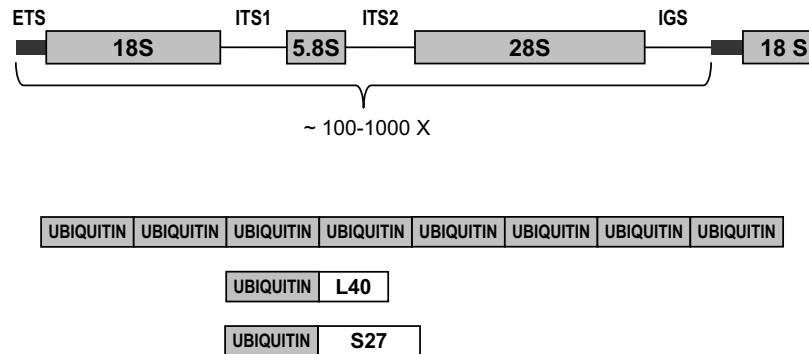 ETS ITS1 ITS2 IGS
18S 5.8S 28S 18 S
~ 100-1000 X
UBIQUITIN UBIQUITIN UBIQUITIN UBIQUITIN UBIQUITIN UBIQUITIN UBIQUITIN UBIQUITIN
UBIQUITIN L40
UBIQUITIN S27